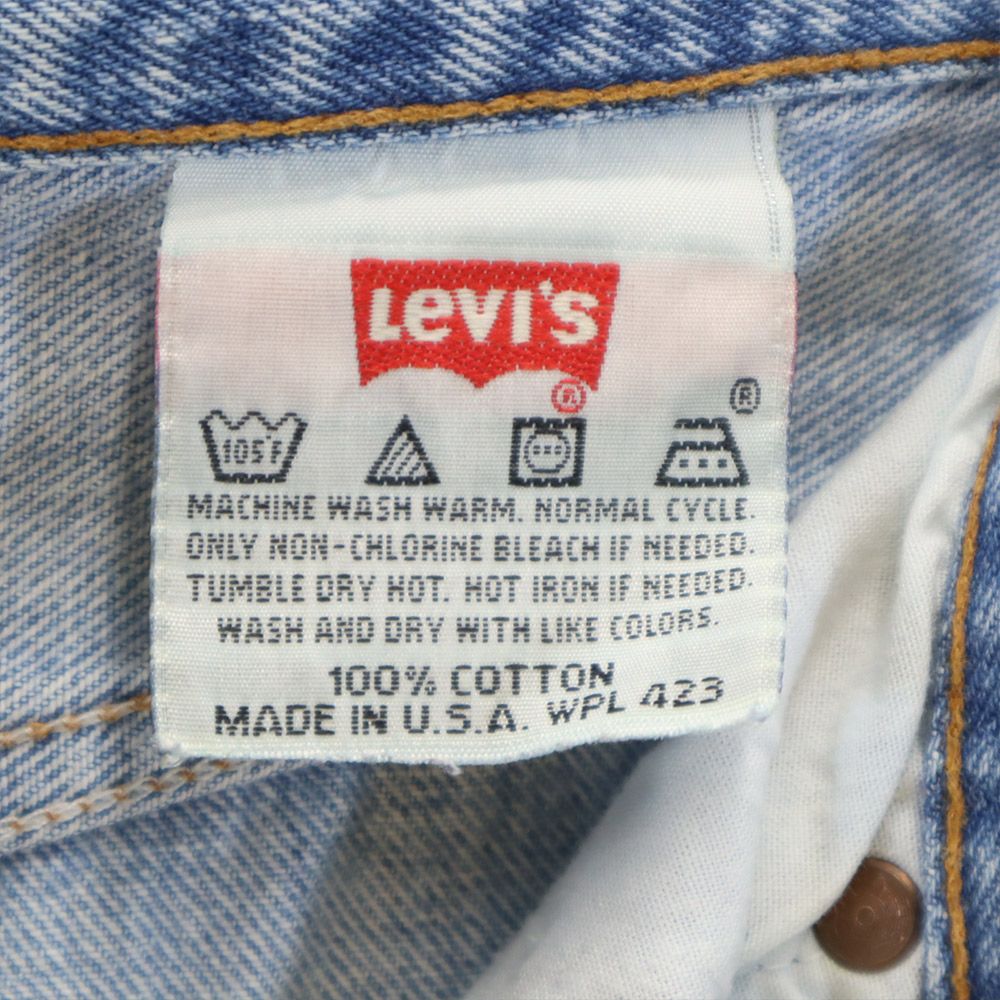 LEVI'S
®
®
105°F
MACHINE WASH WARM. NORMAL CYCLE.
ONLY NON-CHLORINE BLEACH IF NEEDED.
TUMBLE DRY HOT. HOT IRON IF NEEDED.
WASH AND DRY WITH LIKE COLORS.
100% COTTON
MADE IN U.S.A. WPL 423